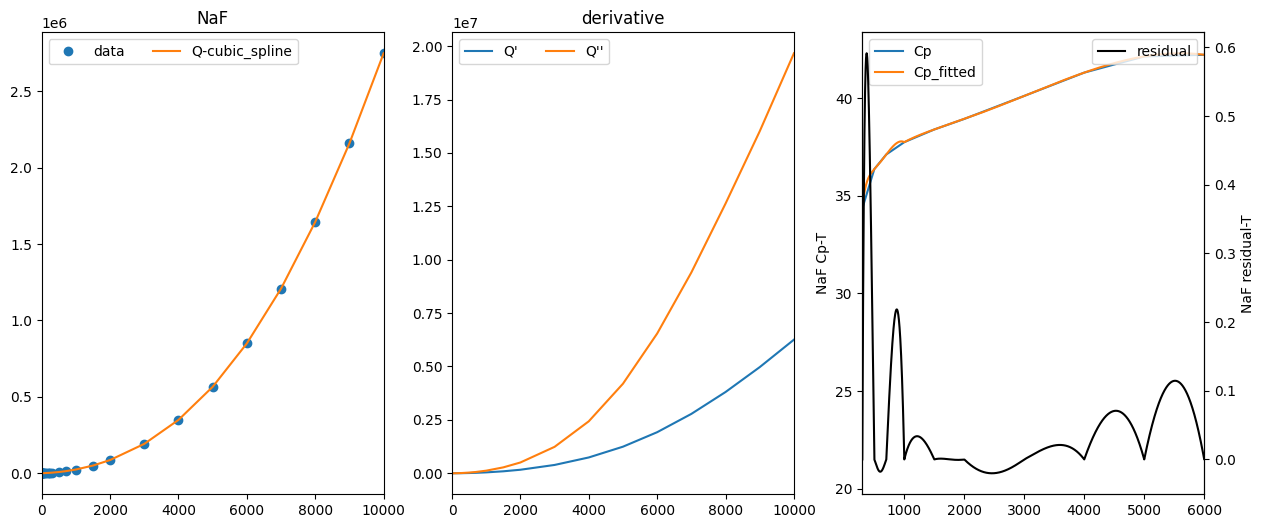 NaF
1e6
data
Q-cubic_spline
2.5
2.0
1.5
1.0
0.5
0.0
0 2000 4000 6000 8000 10000
derivative
1e7
Q'
Q''
2.00
1.75
1.50
1.25
1.00
0.75
0.50
0.25
0.00
0 2000 4000 6000 8000 10000
Cp
Cp_fitted
residual
NaF Cp-T
40
35
30
25
20
1000 2000 3000 4000 5000 6000
0.6
0.5
0.4
0.3
0.2
0.1
0.0
NaF residual-T